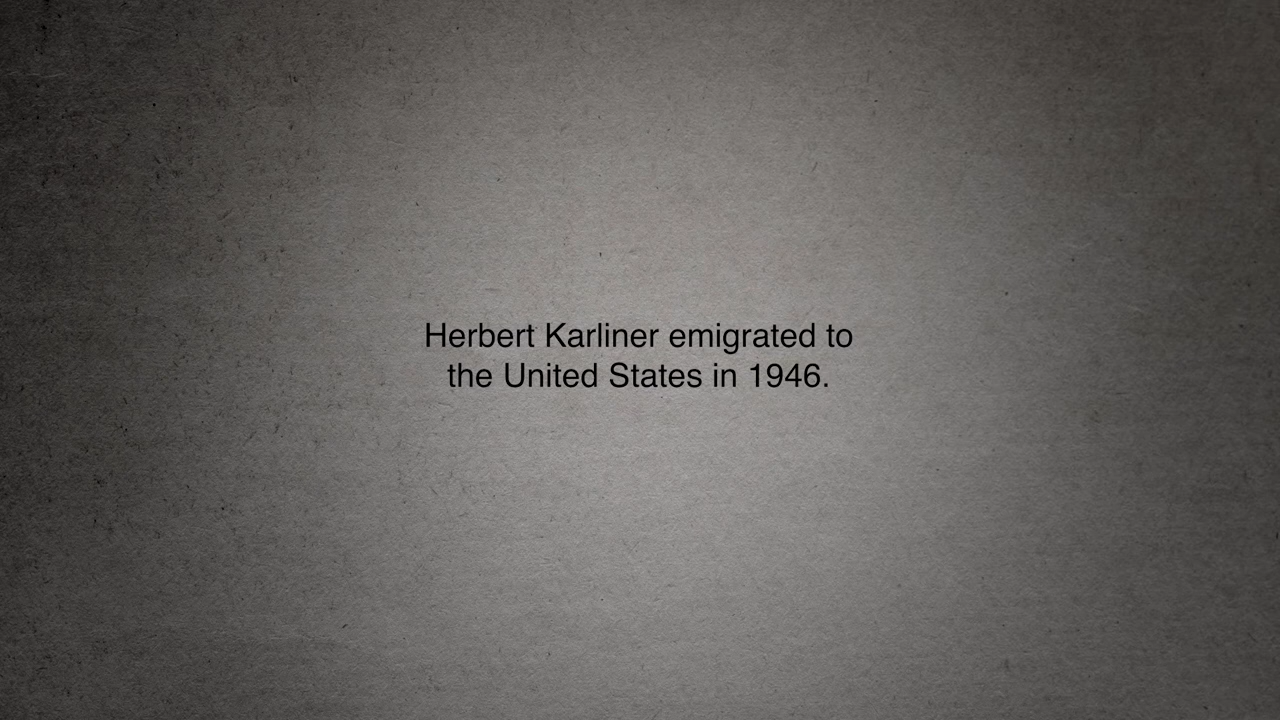 Herbert Karliner emigrated to
the United States in 1946.